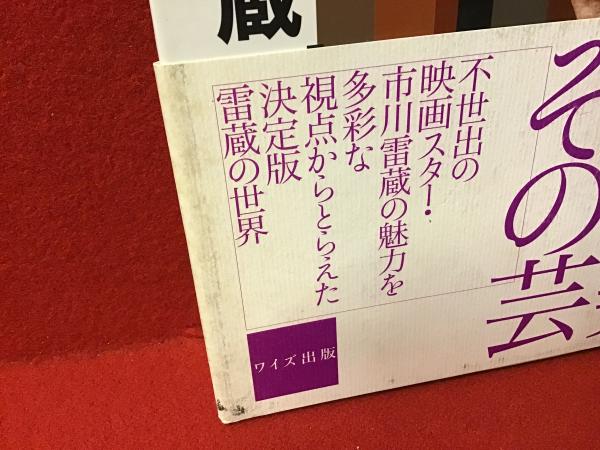 蔵
その
芸
不世出の
映画スター・
市川雷蔵の魅力を
多彩な
視点からとらえた
決定版
雷蔵の世界
ワイズ出版